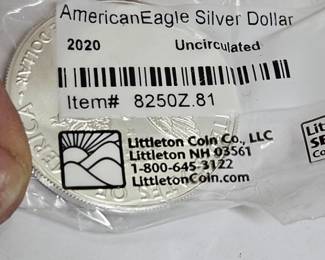 AmericanEagle Silver Dollar
2020 Uncirculated
Item# 8250Z.81
Littleton Coin Co., LLC
Littleton NH 03561
1-800-645-3122
LittletonCoin.com